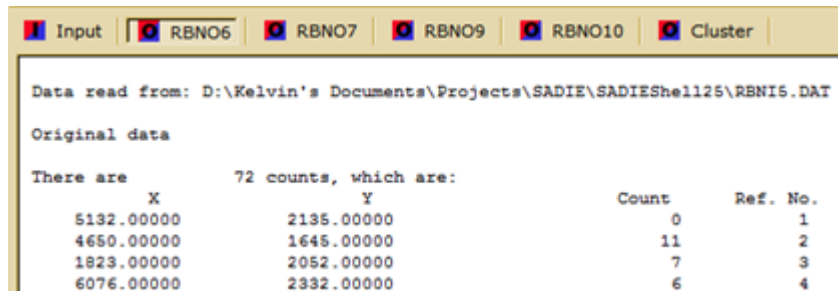 I Input O RBNO6 O RBNO7 O RBNO9 O RBNO10 O Cluster
Data read from: D:\Kelvin's Documents\Projects\SADIE\SADIEShell25\RBNI5.DAT
Original data
There are 72 counts, which are:
X Y Count Ref. No.
5132.00000 2135.00000 0 1
4650.00000 1645.00000 11 2
1823.00000 2052.00000 7 3
6076.00000 2332.00000 6 4